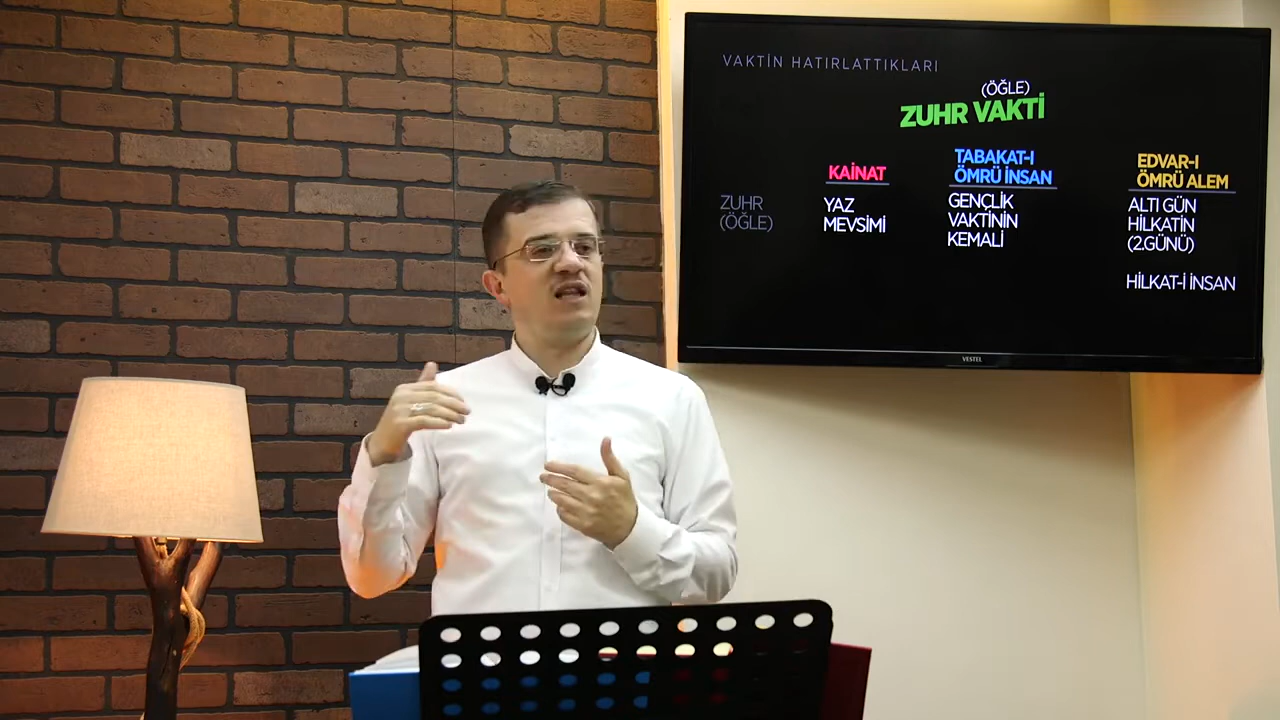 VAKTİN HATIRLATTIKLARI
(ÖĞLE)
ZUHR VAKTİ
KAİNAT
TABAKAT-I
ÖMRÜ İNSAN
EDVAR-I
ÖMRÜ ALEM
ZUHR
(ÖĞLE)
YAZ
MEVSİMİ
GENÇLİK
VAKTİNİN
KEMALİ
ALTI GÜN
HİLKATİN
(2.GÜNÜ)
HİLKAT-İ İNSAN
VESTEL